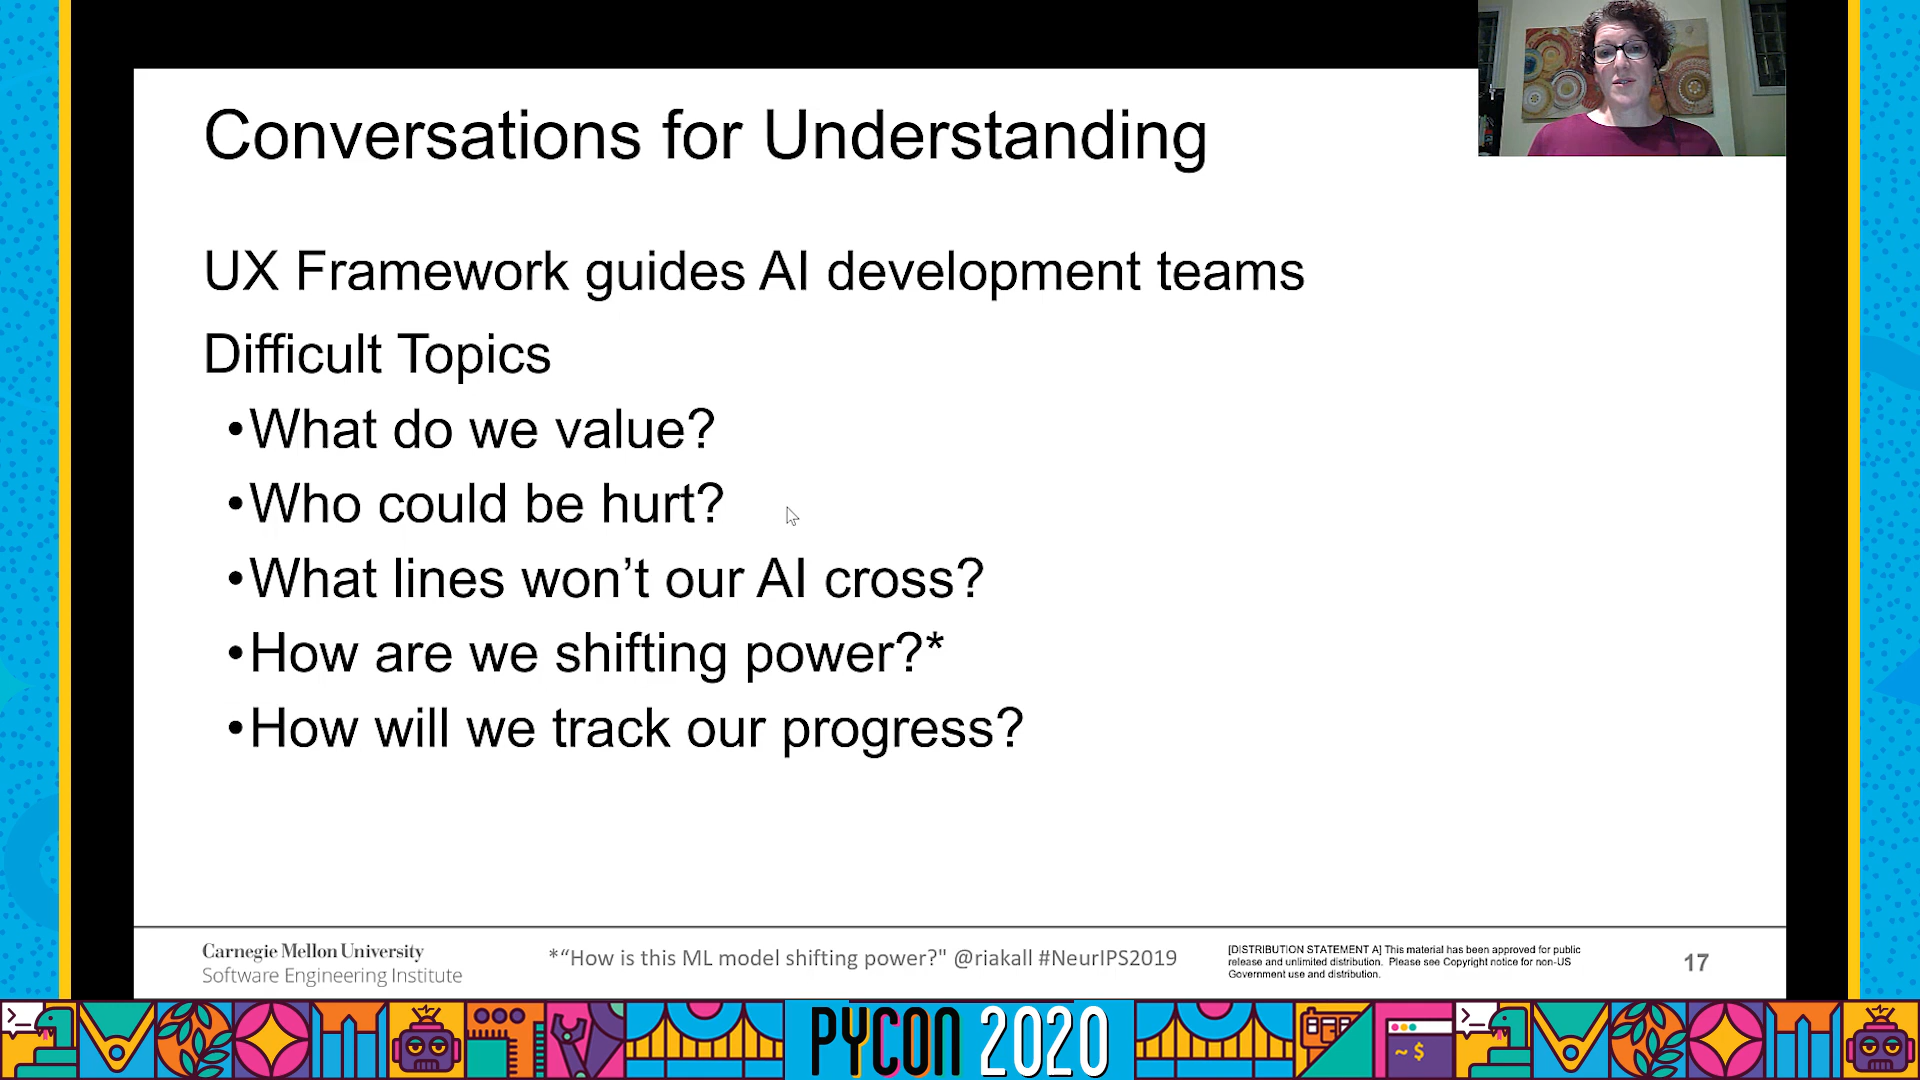 Conversations for Understanding
UX Framework guides AI development teams
Difficult Topics
•What do we value?
•Who could be hurt?
•What lines won’t our AI cross?
•How are we shifting power?*
•How will we track our progress?
Carnegie Mellon University
Software Engineering Institute
*“How is this ML model shifting power?" @riakall #NeurIPS2019
[DISTRIBUTION STATEMENT A] This material has been approved for public
release and unlimited distribution. Please see Copyright notice for non-US
Government use and distribution.
17
PYCON 2020
~ $